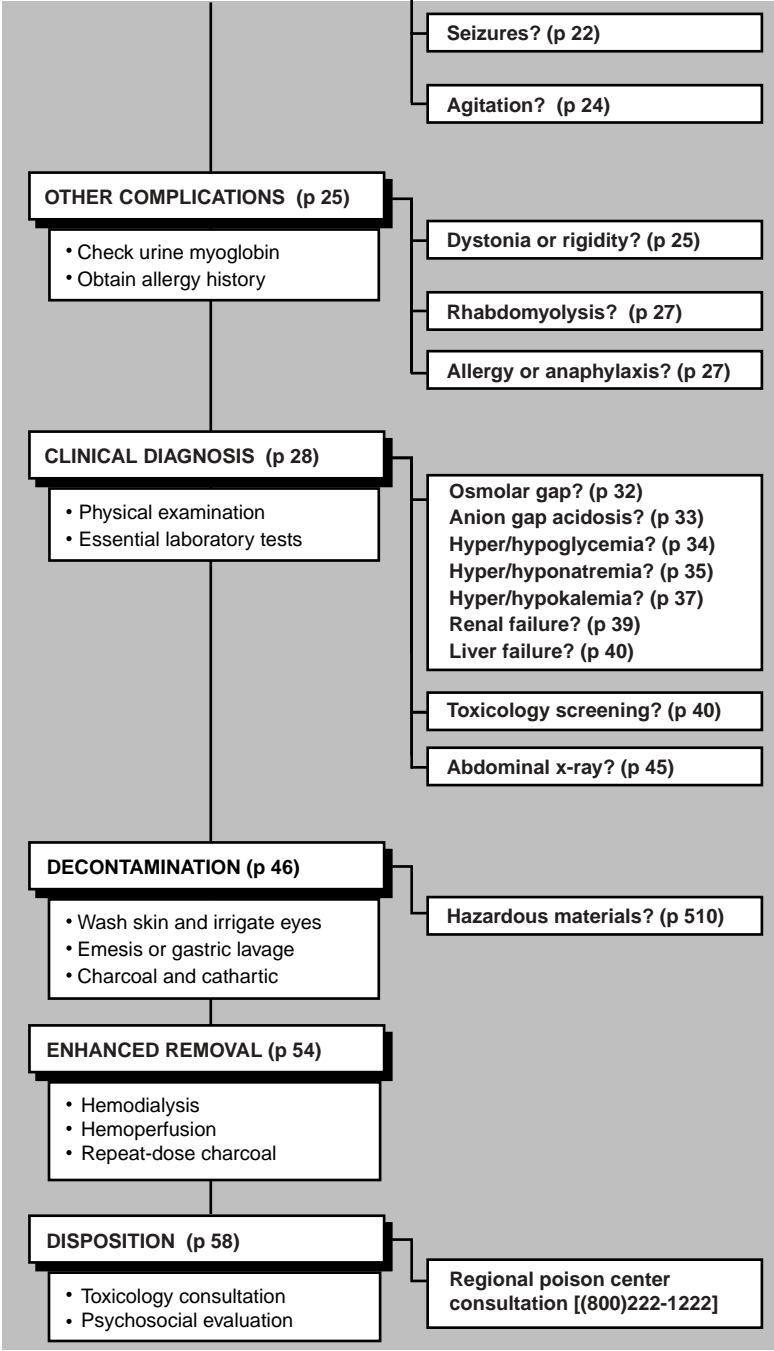 Seizures? (p 22)
Agitation? (p 24)
OTHER COMPLICATIONS (p 25)
• Check urine myoglobin
• Obtain allergy history
Dystonia or rigidity? (p 25)
Rhabdomyolysis? (p 27)
Allergy or anaphylaxis? (p 27)
CLINICAL DIAGNOSIS (p 28)
• Physical examination
• Essential laboratory tests
Osmolar gap? (p 32)
Anion gap acidosis? (p 33)
Hyper/hypoglycemia? (p 34)
Hyper/hyponatremia? (p 35)
Hyper/hypokalemia? (p 37)
Renal failure? (p 39)
Liver failure? (p 40)
Toxicology screening? (p 40)
Abdominal x-ray? (p 45)
DECONTAMINATION (p 46)
• Wash skin and irrigate eyes
• Emesis or gastric lavage
• Charcoal and cathartic
Hazardous materials? (p 510)
ENHANCED REMOVAL (p 54)
• Hemodialysis
• Hemoperfusion
• Repeat-dose charcoal
DISPOSITION (p 58)
• Toxicology consultation
• Psychosocial evaluation
Regional poison center
consultation [(800)222-1222]